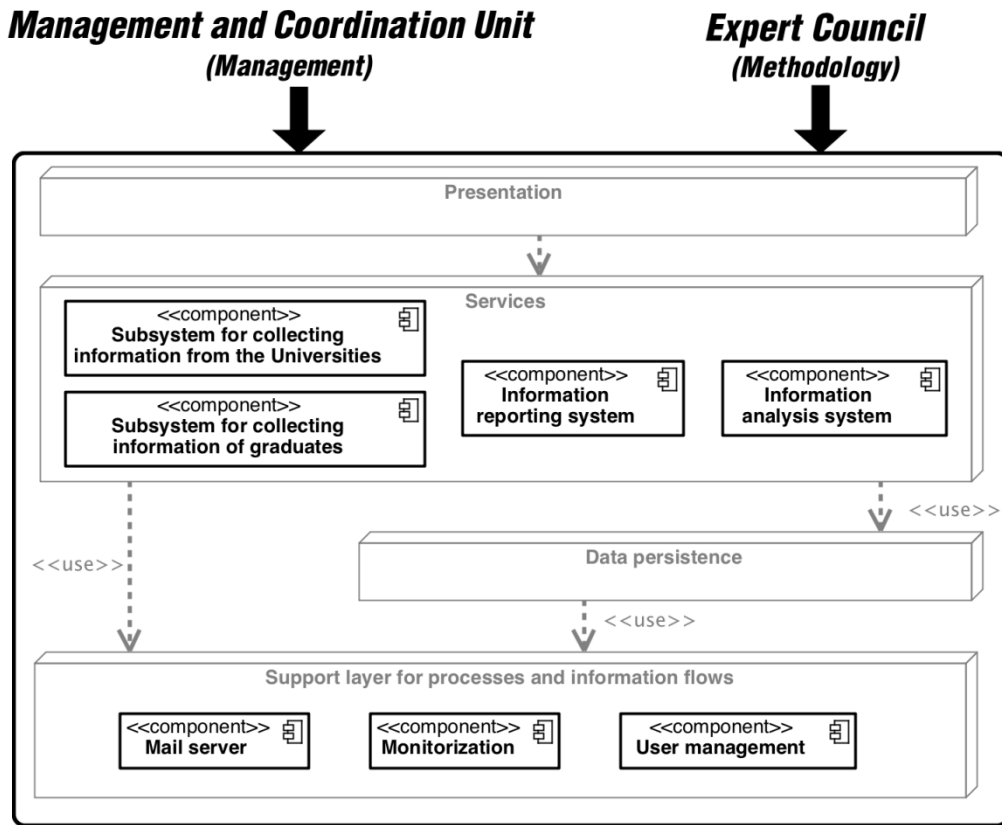 Management and Coordination Unit
(Management)
Expert Council
(Methodology)
Presentation
Services
<<component>>
Subsystem for collecting
information from the Universities
<<component>>
Subsystem for collecting
information of graduates
<<component>>
Information
reporting system
<<component>>
Information
analysis system
<<use>>
<<use>>
Data persistence
<<use>>
Support layer for processes and information flows
<<component>>
Mail server
<<component>>
Monitorization
<<component>>
User management